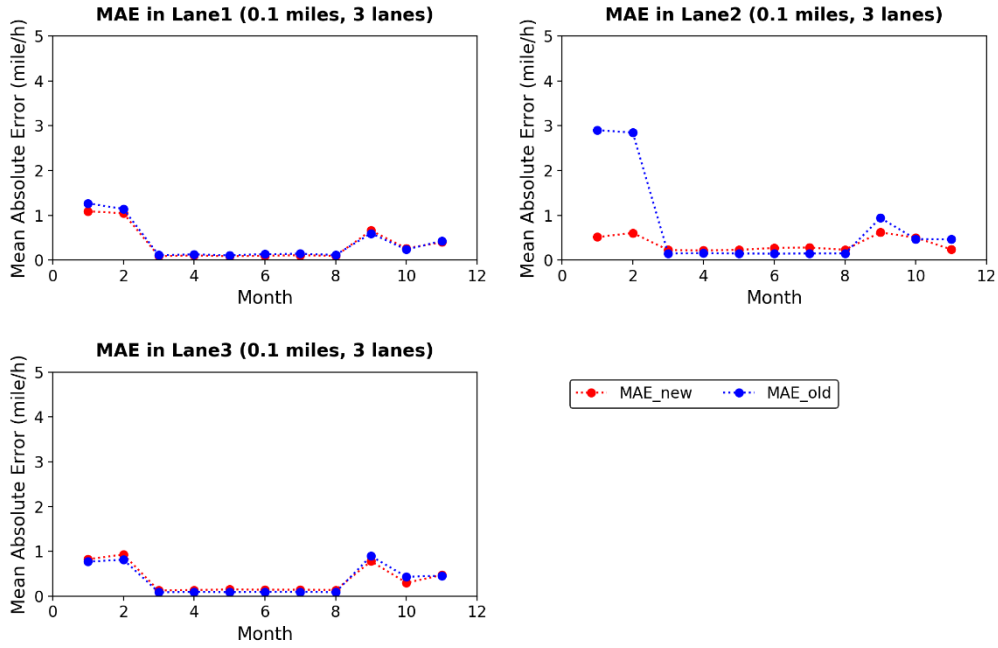 MAE in Lane1 (0.1 miles, 3 lanes)
Mean Absolute Error (mile/h)
5
4
3
2
1
0
0 2 4 6 8 10 12
Month
MAE in Lane2 (0.1 miles, 3 lanes)
Mean Absolute Error (mile/h)
5
4
3
2
1
0
0 2 4 6 8 10 12
Month
MAE in Lane3 (0.1 miles, 3 lanes)
Mean Absolute Error (mile/h)
5
4
3
2
1
0
0 2 4 6 8 10 12
Month
MAE_new MAE_old